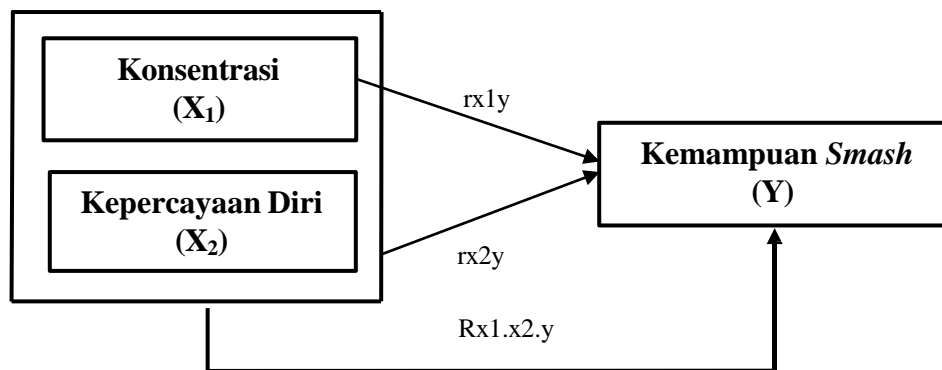 Konsentrasi
(X₁)
rx1y
Kemampuan Smash
(Y)
Kepercayaan Diri
(X₂)
rx2y
Rx1.x2.y